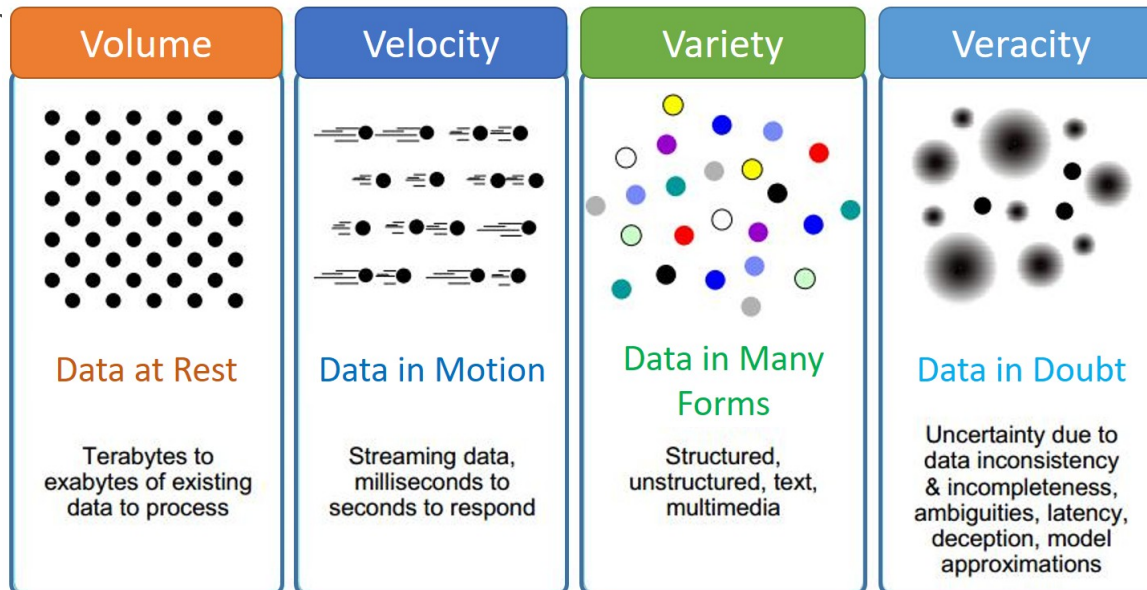 Volume
Data at Rest
Terabytes to
exabytes of existing
data to process
Velocity
Data in Motion
Streaming data,
milliseconds to
seconds to respond
Variety
Data in Many
Forms
Structured,
unstructured, text,
multimedia
Veracity
Data in Doubt
Uncertainty due to
data inconsistency
& incompleteness,
ambiguities, latency,
deception, model
approximations